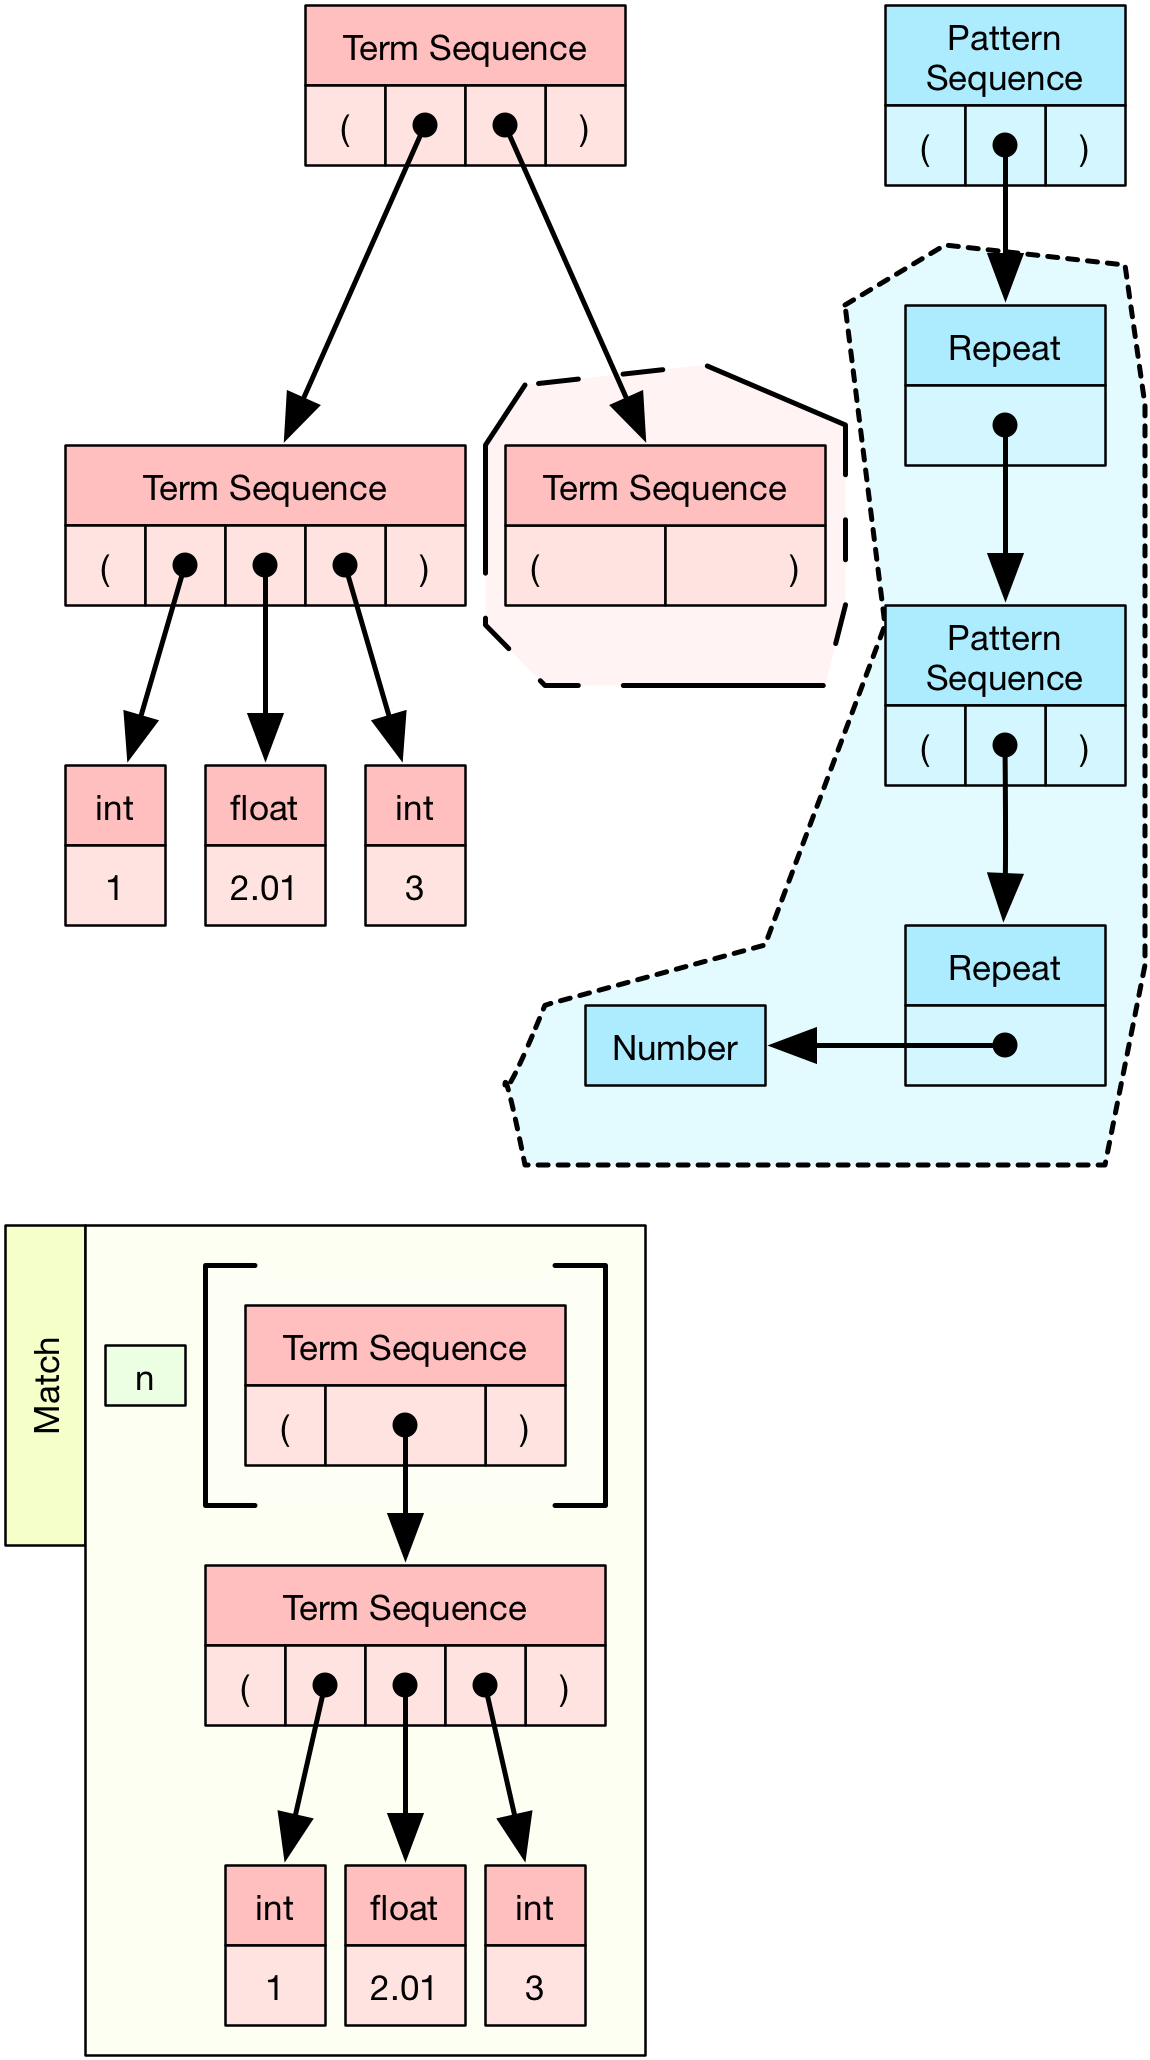 Term Sequence
( )
Pattern
Sequence
( )
Repeat
Term Sequence
( )
Term Sequence
( )
Pattern
Sequence
( )
int
1
float
2.01
int
3
Repeat
Number
Match
n
Term Sequence
( )
Term Sequence
( )
int
1
float
2.01
int
3